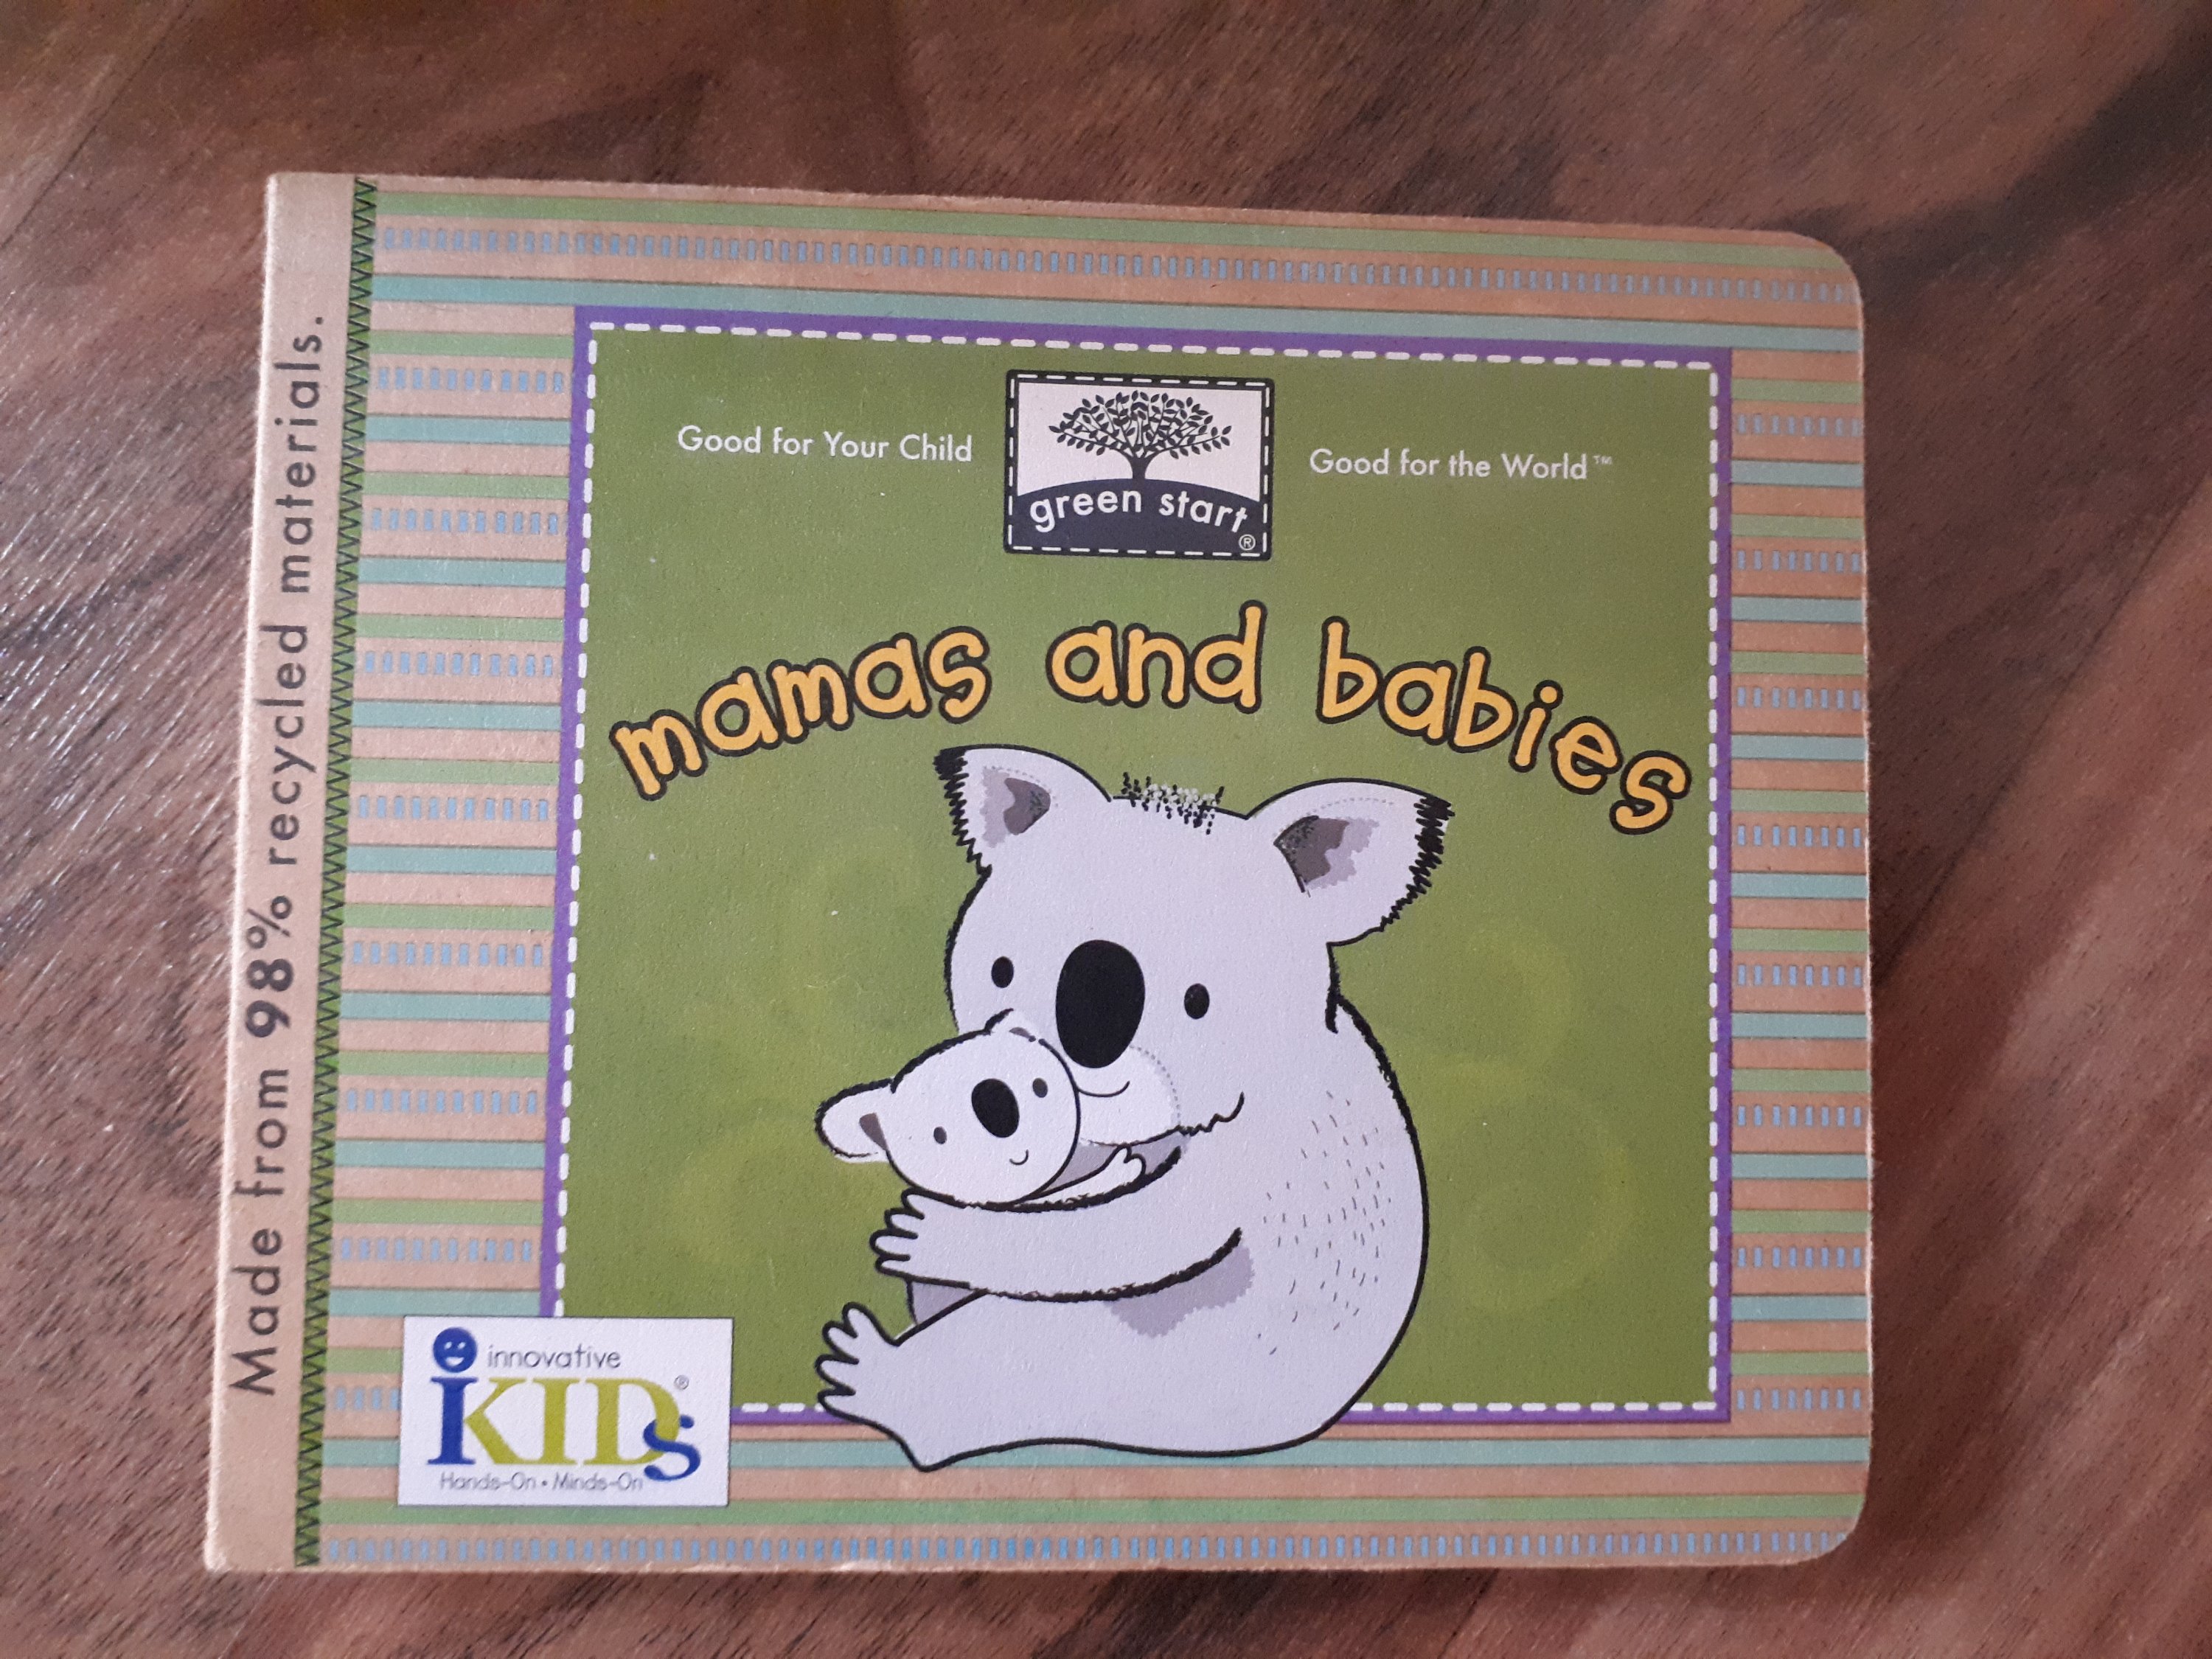 Made from 98% recycled materials.
Good for Your Child
green start®
Good for the World™
mamas and babies
innovative
iKIDs®
Hands-On • Minds-On